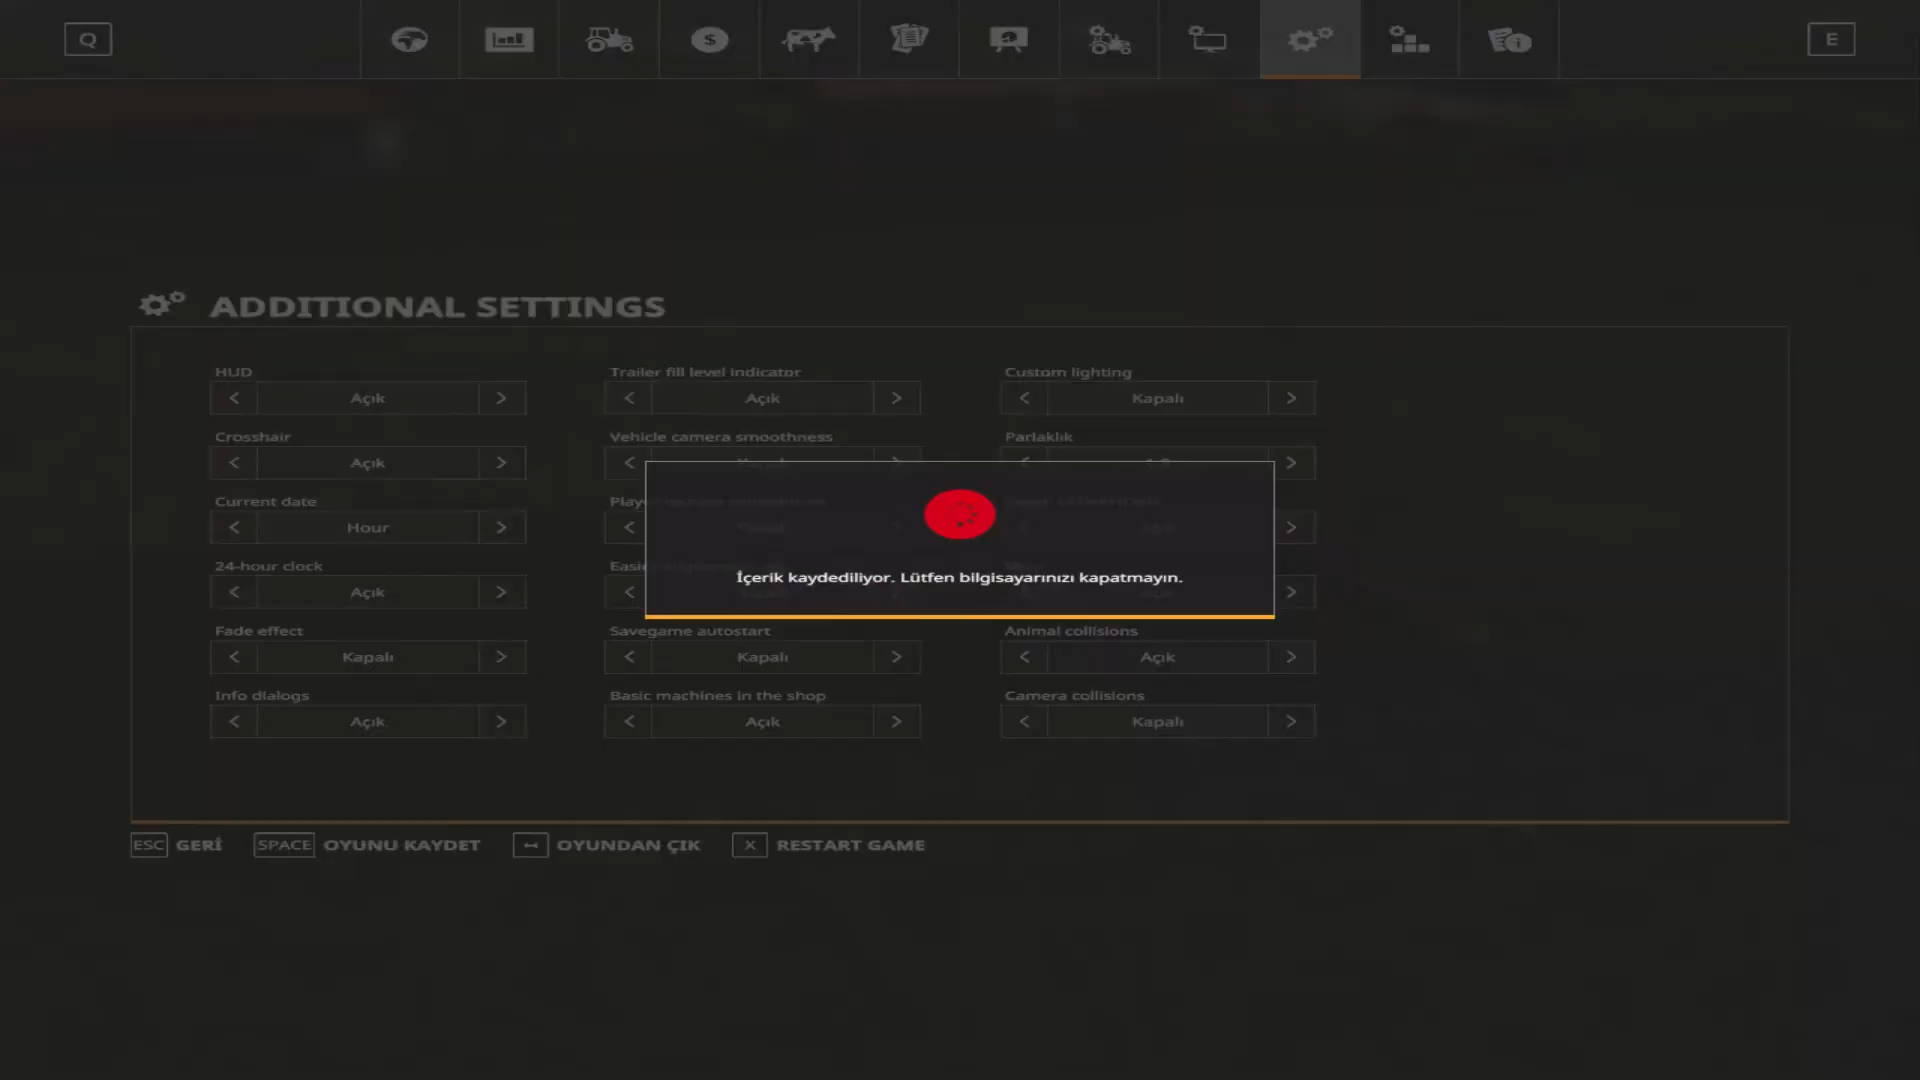 Q
E
ADDITIONAL SETTINGS
HUD
Açık
Crosshair
Açık
Current date
Hour
24-hour clock
Açık
Fade effect
Kapalı
Info dialogs
Açık
Trailer fill level indicator
Açık
Vehicle camera smoothness
Savegame autostart
Kapalı
Basic machines in the shop
Açık
Custom lighting
Kapalı
Parlaklık
Animal collisions
Açık
Camera collisions
Kapalı
İçerik kaydediliyor. Lütfen bilgisayarınızı kapatmayın.
ESC GERİ SPACE OYUNU KAYDET OYUNDAN ÇIK X RESTART GAME